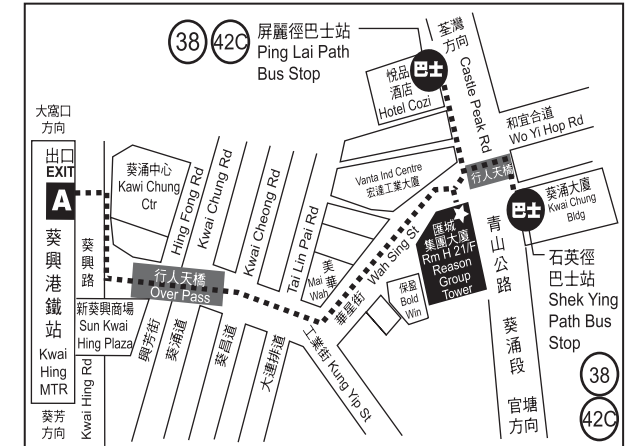 38
42C
屏麗徑巴士站
Ping Lai Path
Bus Stop
荃灣
方向
Castle Peak Rd
巴士
悅品
酒店
Hotel Cozi
和宜合道
Wo Yi Hop Rd
大窩口
方向
出口
EXIT
A
葵興港鐵站
Kwai
Hing
MTR
葵芳
方向
葵興路
Kwai Hing Rd
葵涌中心
Kawi Chung
Ctr
Hing Fong Rd
Kwai Chung Rd
Kwai Cheong Rd
Tai Lin Pai Rd
行人天橋
Over Pass
新葵興商場
Sun Kwai
Hing Plaza
興芳街
葵涌道
葵昌道
大連排道
工業街 Kung Yip St
美華
Mai
Wah
華星街 Wah Sing St
Vanta Ind Centre
宏達工業大廈
保盈
Bold
Win
匯城
集團大廈
Rm H 21/F
Reason
Group
Tower
行人天橋
巴士
葵涌大廈
Kwai Chung
Bldg
青山公路
葵涌段
官塘
方向
石英徑
巴士站
Shek Ying
Path Bus
Stop
38
42C